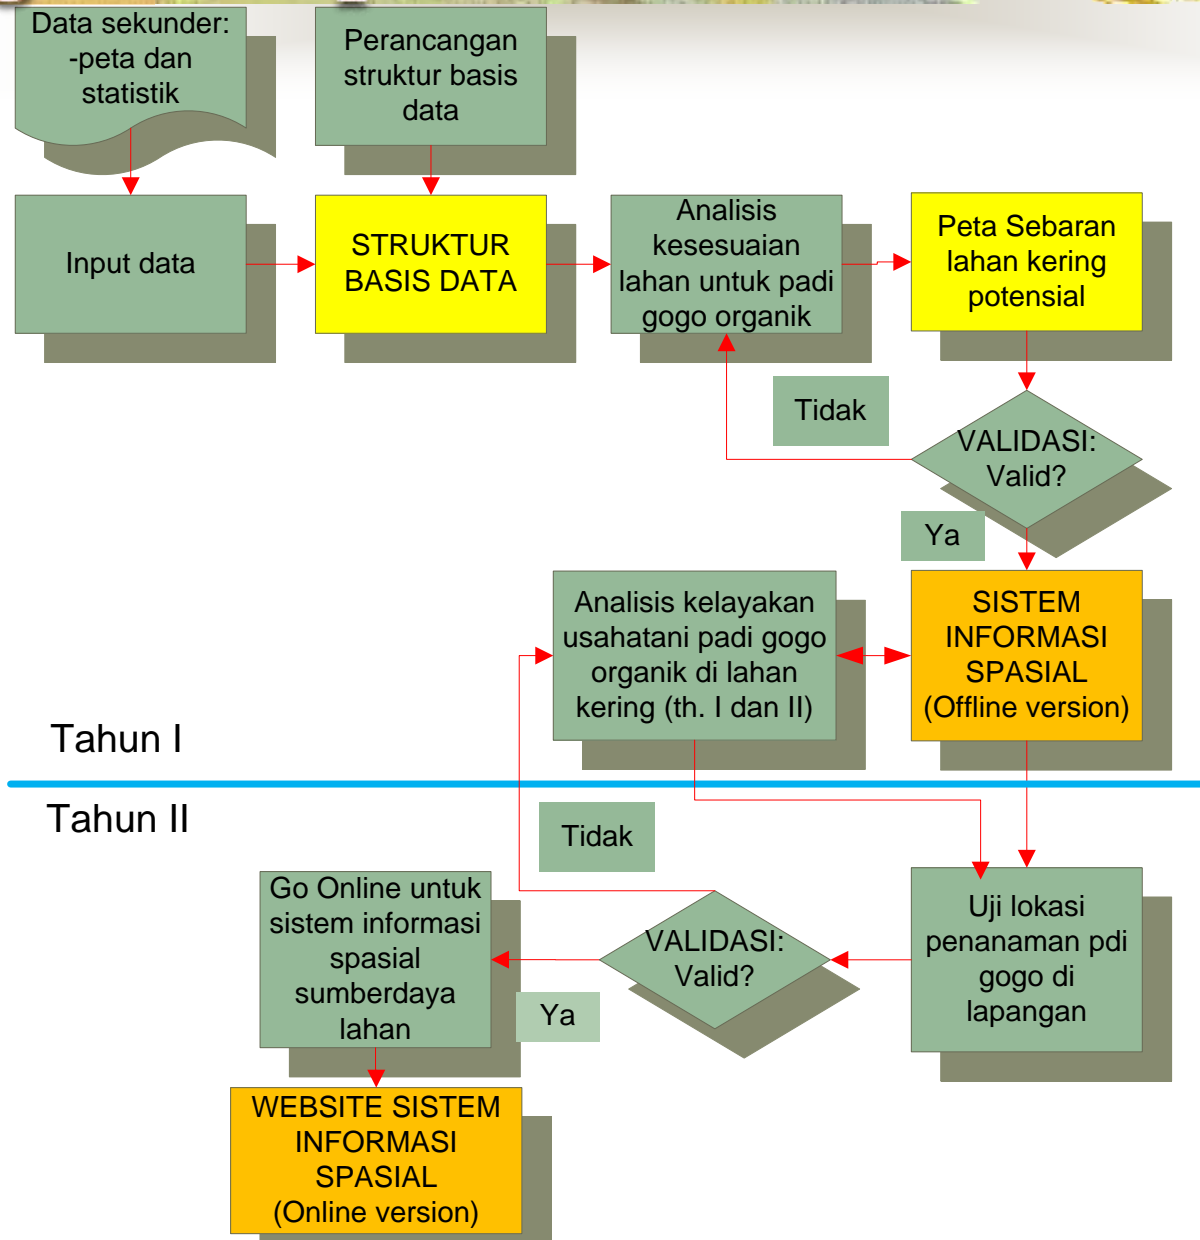 Data sekunder:
-peta dan
statistik
Perancangan
struktur basis
data
Input data
STRUKTUR
BASIS DATA
Analisis
kesesuaian
lahan untuk padi
gogo organik
Peta Sebaran
lahan kering
potensial
Tidak
VALIDASI:
Valid?
Ya
Analisis kelayakan
usahatani padi gogo
organik di lahan
kering (th. I dan II)
SISTEM
INFORMASI
SPASIAL
(Offline version)
Tahun I
Tahun II
Tidak
Go Online untuk
sistem informasi
spasial
sumberdaya
lahan
VALIDASI:
Valid?
Uji lokasi
penanaman pdi
gogo di
lapangan
Ya
WEBSITE SISTEM
INFORMASI
SPASIAL
(Online version)